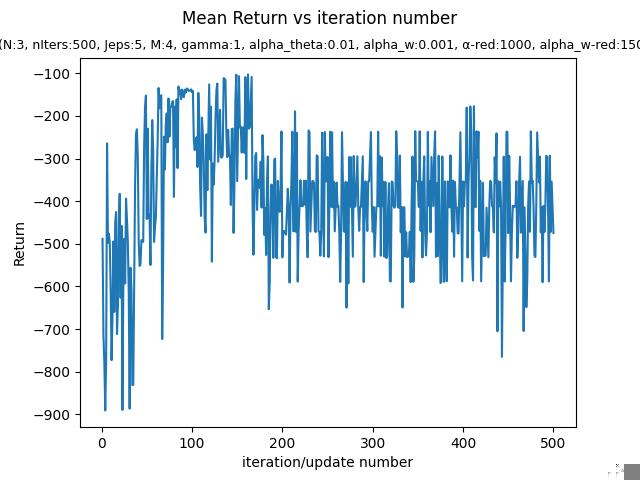 Mean Return vs iteration number
(N:3, nIters:500, Jeps:5, M:4, gamma:1, alpha_theta:0.01, alpha_w:0.001, α-red:1000, alpha_w-red:150
−100
−200
−300
−400
−500
−600
−700
−800
−900
Return
0 100 200 300 400 500
iteration/update number